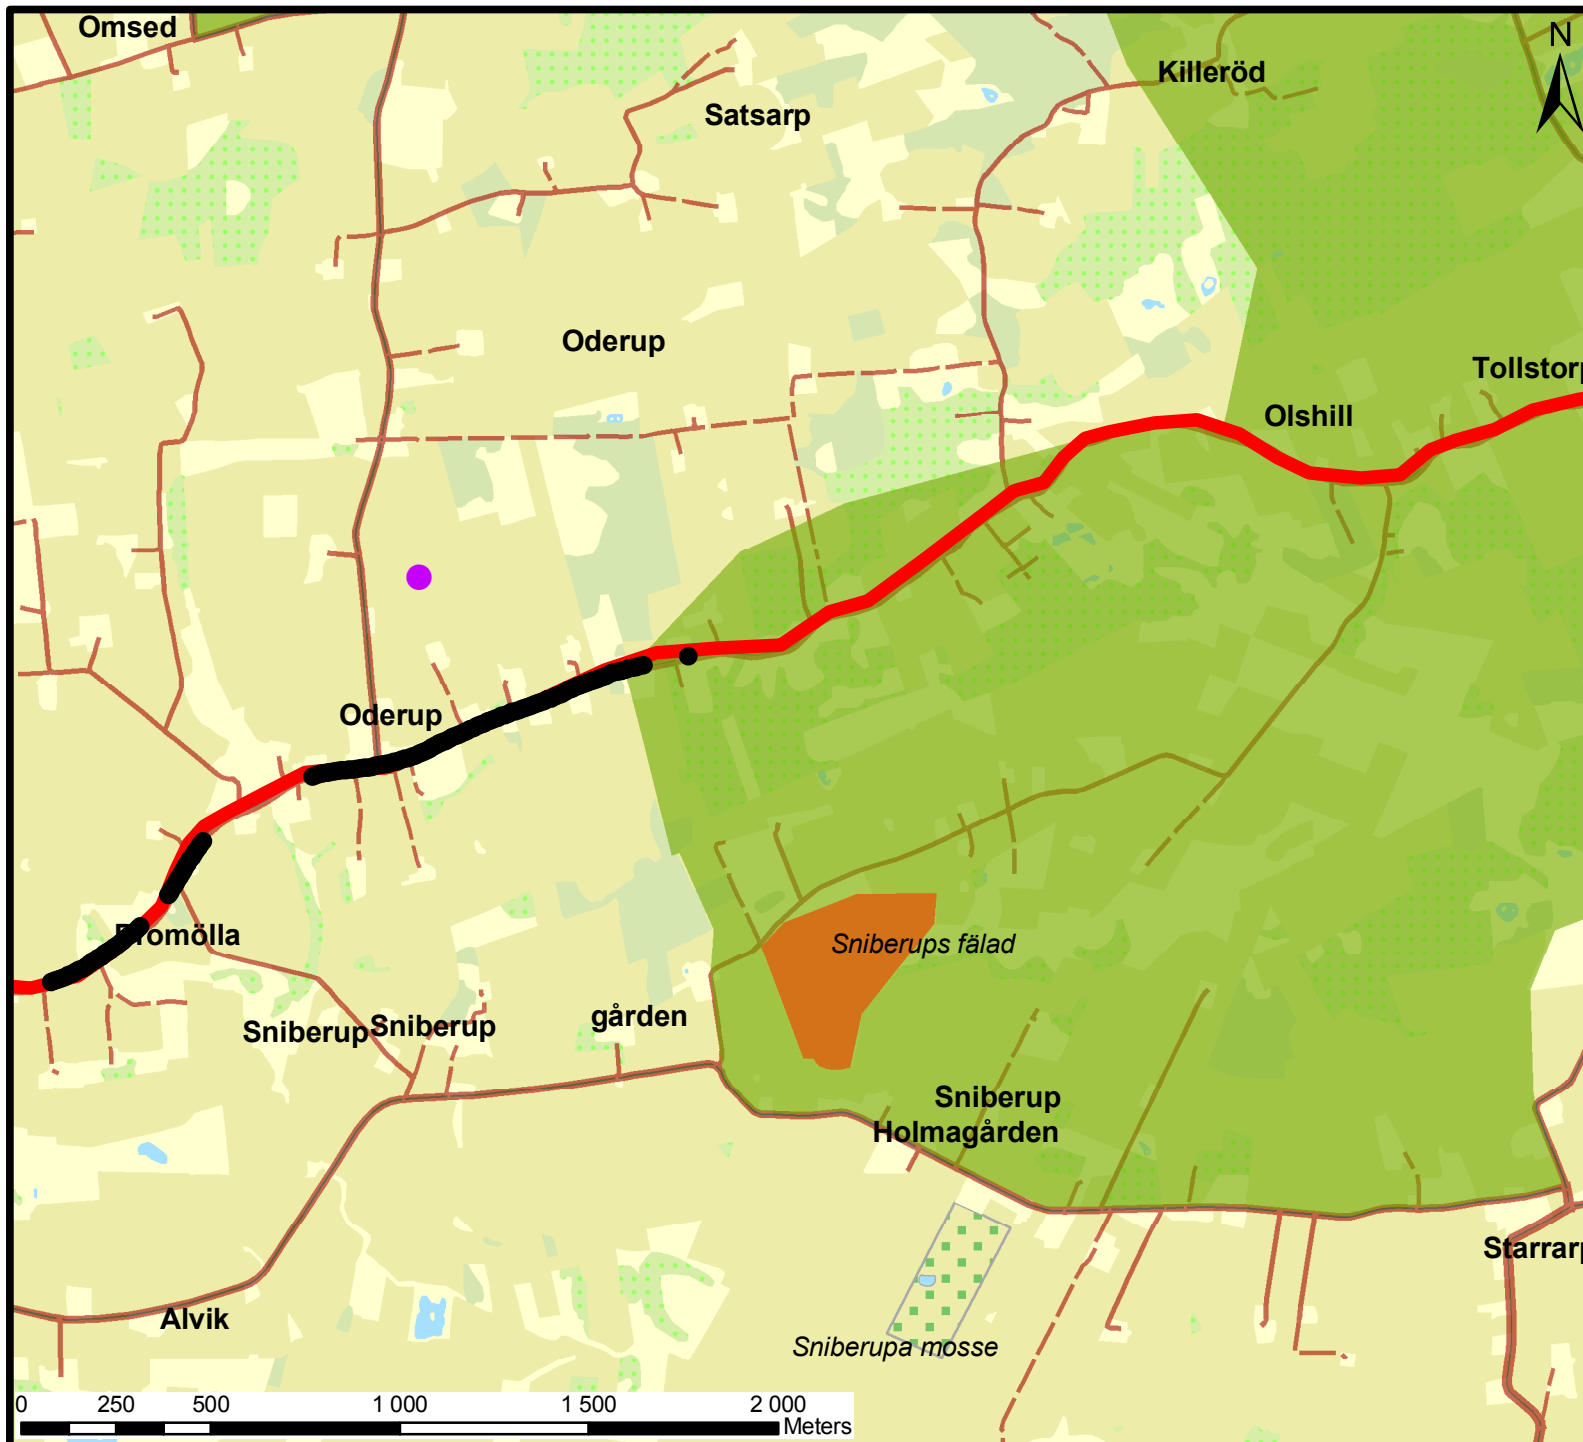 Omsed
N
Killeröd
Satsarp
Oderup
Tollstorp
Olshill
Oderup
Sniberups fälad
Sniberup
Sniberup
gården
Sniberup
Holmagården
Starrarp
Alvik
Sniberupa mosse
0 250 500 1 000 1 500 2 000
Meters